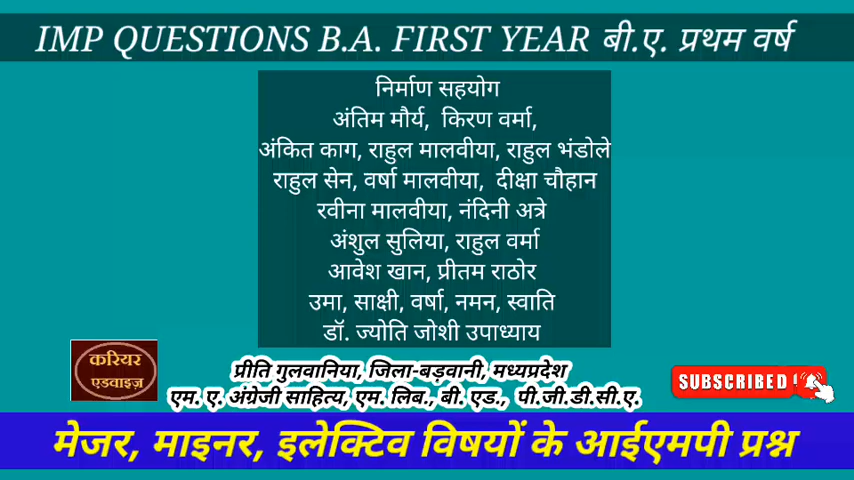 IMP QUESTIONS B.A. FIRST YEAR बी.ए. प्रथम वर्ष
निर्माण सहयोग
अंतिम मौर्य, किरण वर्मा,
अंकित काग, राहुल मालवीया, राहुल भंडोले
राहुल सेन, वर्षा मालवीया, दीक्षा चौहान
रवीना मालवीया, नंदिनी अत्रे
अंशुल सुलिया, राहुल वर्मा
आवेश खान, प्रीतम राठोर
उमा, साक्षी, वर्षा, नमन, स्वाति
डॉ. ज्योति जोशी उपाध्याय
करियर
एडवाइज़
प्रीति गुलवानिया, जिला-बड़वानी, मध्यप्रदेश
एम. ए. अंग्रेजी साहित्य, एम. लिब., बी. एड., पी.जी.डी.सी.ए.
SUBSCRIBED
मेजर, माइनर, इलेक्टिव विषयों के आईएमपी प्रश्न